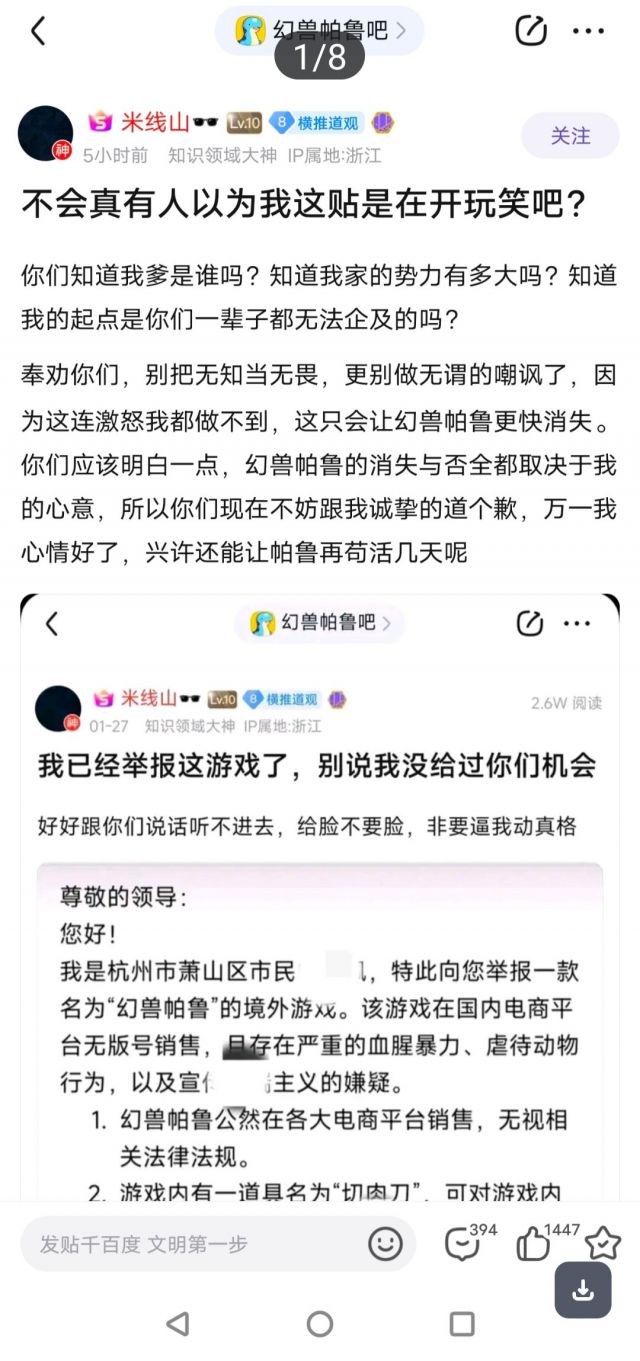 幻兽帕鲁吧
1/8
米线山 Lv.10 8 横推道观
神 5小时前 知识领域大神 IP属地:浙江
关注
不会真有人以为我这贴是在开玩笑吧？
你们知道我爹是谁吗？知道我家的势力有多大吗？知道
我的起点是你们一辈子都无法企及的吗？
奉劝你们，别把无知当无畏，更别做无谓的嘲讽了，因
为这连激怒我都做不到，这只会让幻兽帕鲁更快消失。
你们应该明白一点，幻兽帕鲁的消失与否全都取决于我
的心意，所以你们现在不妨跟我诚挚的道个歉，万一我
心情好了，兴许还能让帕鲁再苟活几天呢
幻兽帕鲁吧
米线山 Lv.10 8 横推道观
神 01-27 知识领域大神 IP属地:浙江
2.6W 阅读
我已经举报这游戏了，别说我没给过你们机会
好好跟你们说话听不进去，给脸不要脸，非要逼我动真格
尊敬的领导：
您好！
我是杭州市萧山区市民 ，特此向您举报一款
名为“幻兽帕鲁”的境外游戏。该游戏在国内电商平
台无版号销售，且存在严重的血腥暴力、虐待动物
行为，以及宣 主义的嫌疑。
1. 幻兽帕鲁公然在各大电商平台销售，无视相
关法律法规。
2. 游戏内有一道具名为“切肉刀”，可对游戏内
发贴千百度 文明第一步
394
1447